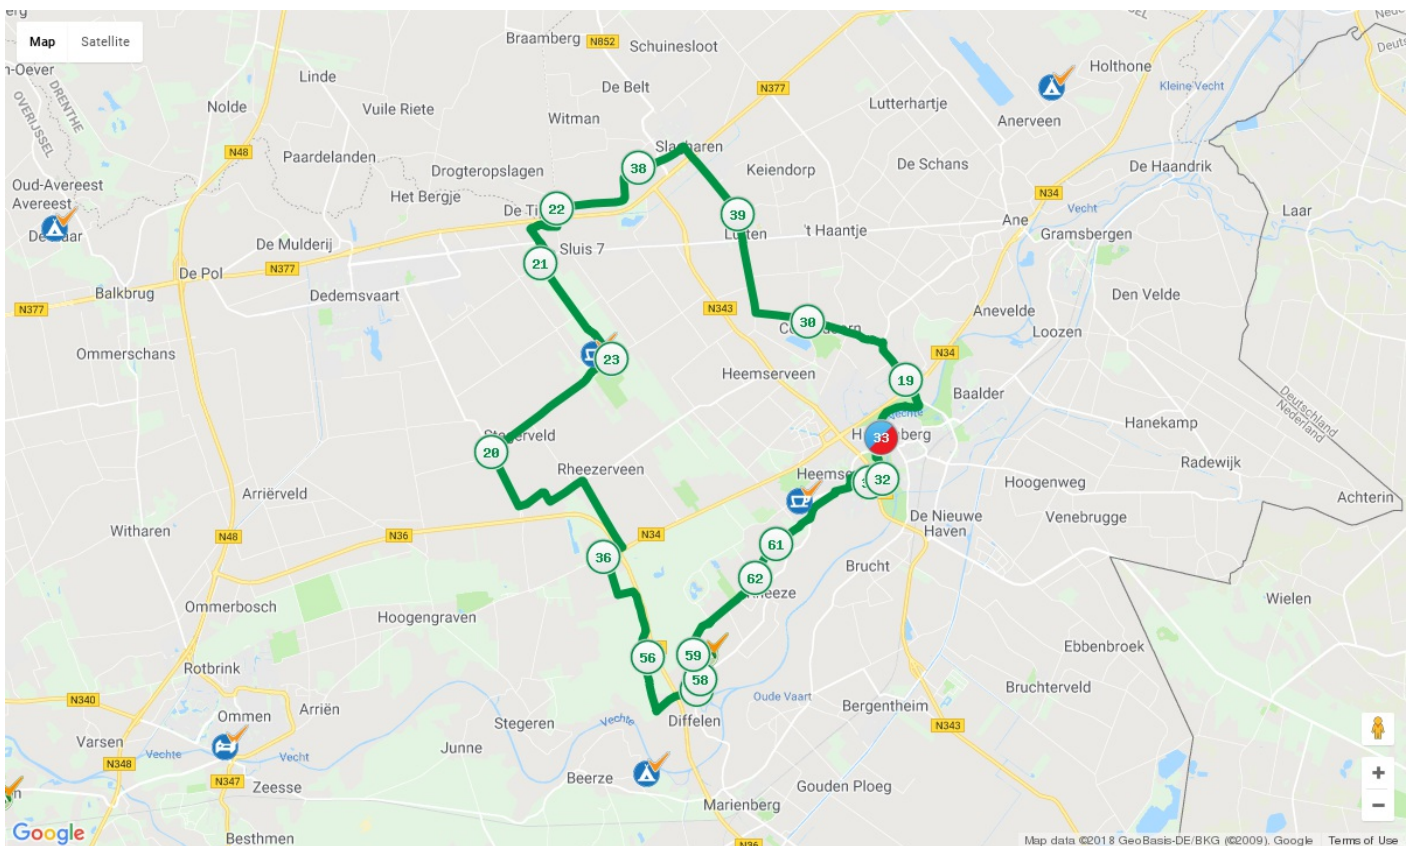 Map
Satellite
Braamberg
N852
Schuinesloot
n-Oever
Linde
De Belt
N377
Holthone
Kleine Vecht
DRENTHE
OVERIJSSEL
Nolde
Vuile Riete
Witman
Lutterhartje
Anerveen
N48
Paardelanden
38
Keiendorp
De Schans
De Haandrik
Oud-Avereest
Avereest
Drogteropslagen
Het Bergje
22
39
N34
Vecht
Ane
Laar
De Mulderij
Sluis 7
't Haantje
Gramsbergen
De Pol
N377
21
Balkbrug
Dedemsvaart
Den Velde
N377
N343
30
Anevelde
Loozen
Ommerschans
23
Heemserveen
N34
19
Baalder
Deutschland
Nederland
Hanekamp
33
20
Rheezerveen
Radewijk
Arriërveld
32
Hoogenweg
Achterin
Witharen
N48
N36
N34
De Nieuwe
Haven
Venebrugge
61
36
Brucht
62
Ommerbosch
Hoogengraven
Wielen
Ebbenbroek
Rotbrink
56
59
58
N340
Ommen
Arriën
Oude Vaart
Bruchterveld
Stegeren
Vechte
Diffelen
Bergentheim
N343
Varsen
Vechte
Vecht
Junne
N348
N347
Zeesse
Beerze
Gouden Ploeg
Marienberg
Google
Besthmen
N36
Map data ©2018 GeoBasis-DE/BKG (©2009), Google
Terms of Use